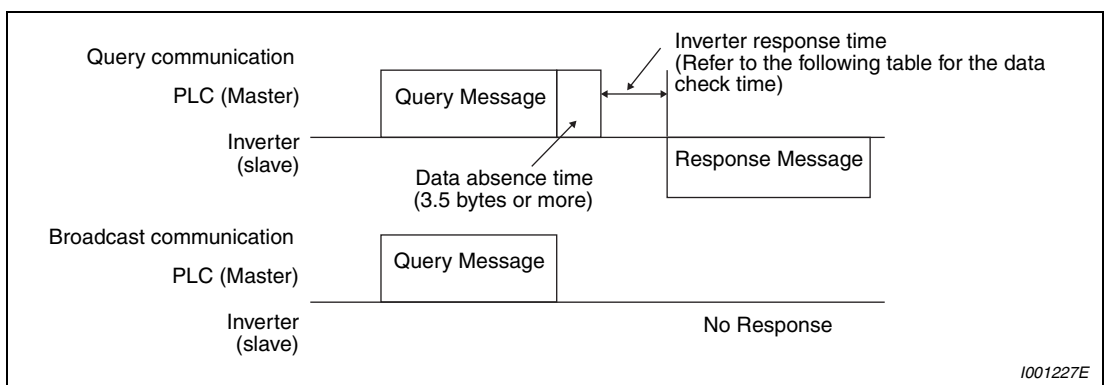 Query communication
PLC (Master)
Inverter
(slave)
Query Message
Data absence time
(3.5 bytes or more)
Inverter response time
(Refer to the following table for the data
check time)
Response Message
Broadcast communication
PLC (Master)
Inverter
(slave)
Query Message
No Response
I001227E